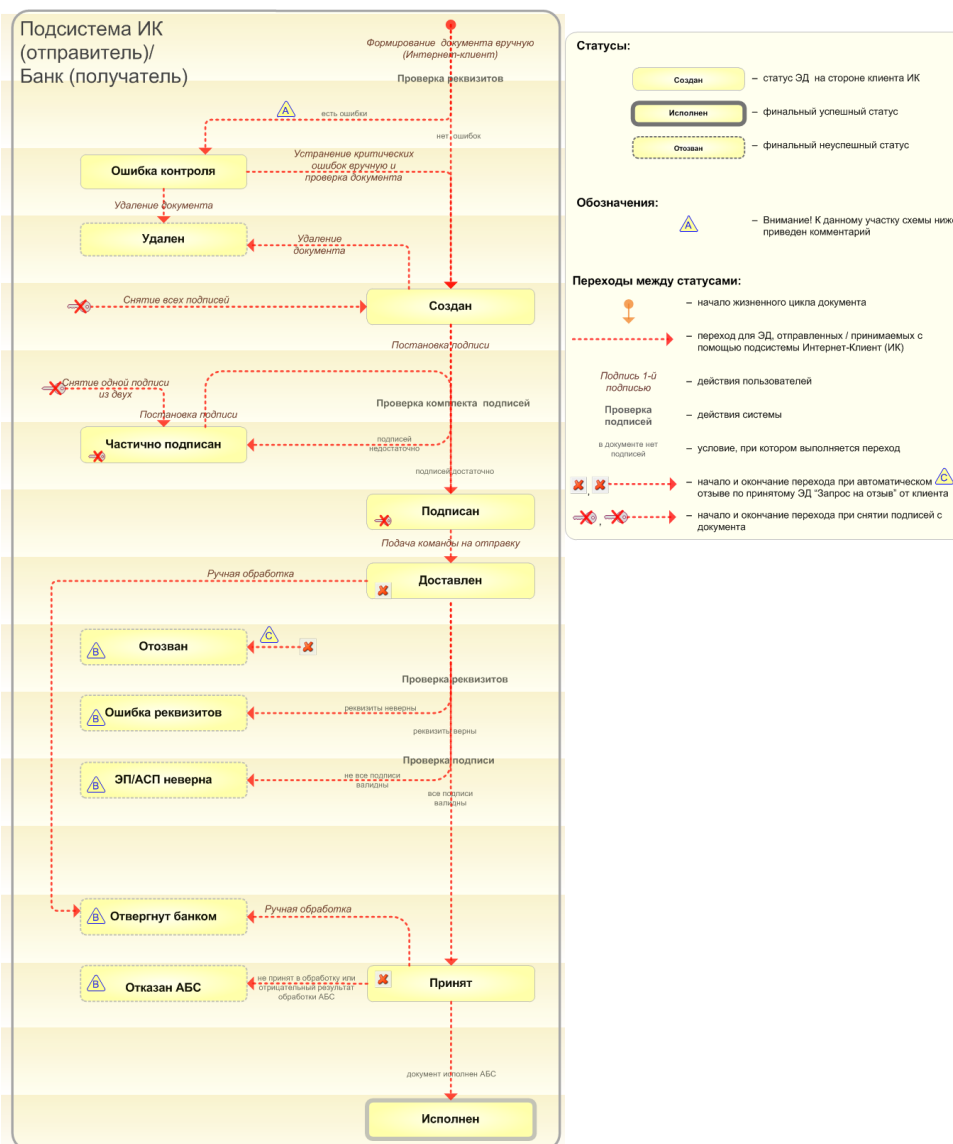 Подсистема ИК
(отправитель)/
Банк (получатель)
Формирование документа вручную
(Интернет-клиент)
Проверка реквизитов
A
есть ошибки
нет ошибок
Ошибка контроля
Устранение критических
ошибок вручную и
проверка документа
Удаление документа
Удален
Удаление
документа
Снятие всех подписей
Создан
Постановка подписи
Снятие одной подписи
из двух
Проверка комплекта подписей
Постановка подписи
Частично подписан
подписей
недостаточно
подписей достаточно
Подписан
Подача команды на отправку
Ручная обработка
Доставлен
Отозван
B
C
Проверка реквизитов
Ошибка реквизитов
B
реквизиты неверны
реквизиты верны
Проверка подписи
ЭП/АСП неверна
B
не все подписи
валидны
все подписи
валидны
Отвергнут банком
B
Ручная обработка
Отказан АБС
B
не принят в обработку или
отрицательный результат
обработки АБС
Принят
документ исполнен АБС
Исполнен
Статусы:
Создан
– статус ЭД на стороне клиента ИК
Исполнен
– финальный успешный статус
Отозван
– финальный неуспешный статус
Обозначения:
A
– Внимание! К данному участку схемы ниже
приведен комментарий
Переходы между статусами:
– начало жизненного цикла документа
– переход для ЭД, отправленных / принимаемых с
помощью подсистемы Интернет-Клиент (ИК)
Подпись 1-й
подписью
– действия пользователей
Проверка
подписей
– действия системы
в документе нет
подписей
– условие, при котором выполняется переход
,
– начало и окончание перехода при автоматическом C
отзыве по принятому ЭД "Запрос на отзыв" от клиента
,
– начало и окончание перехода при снятии подписей с
документа